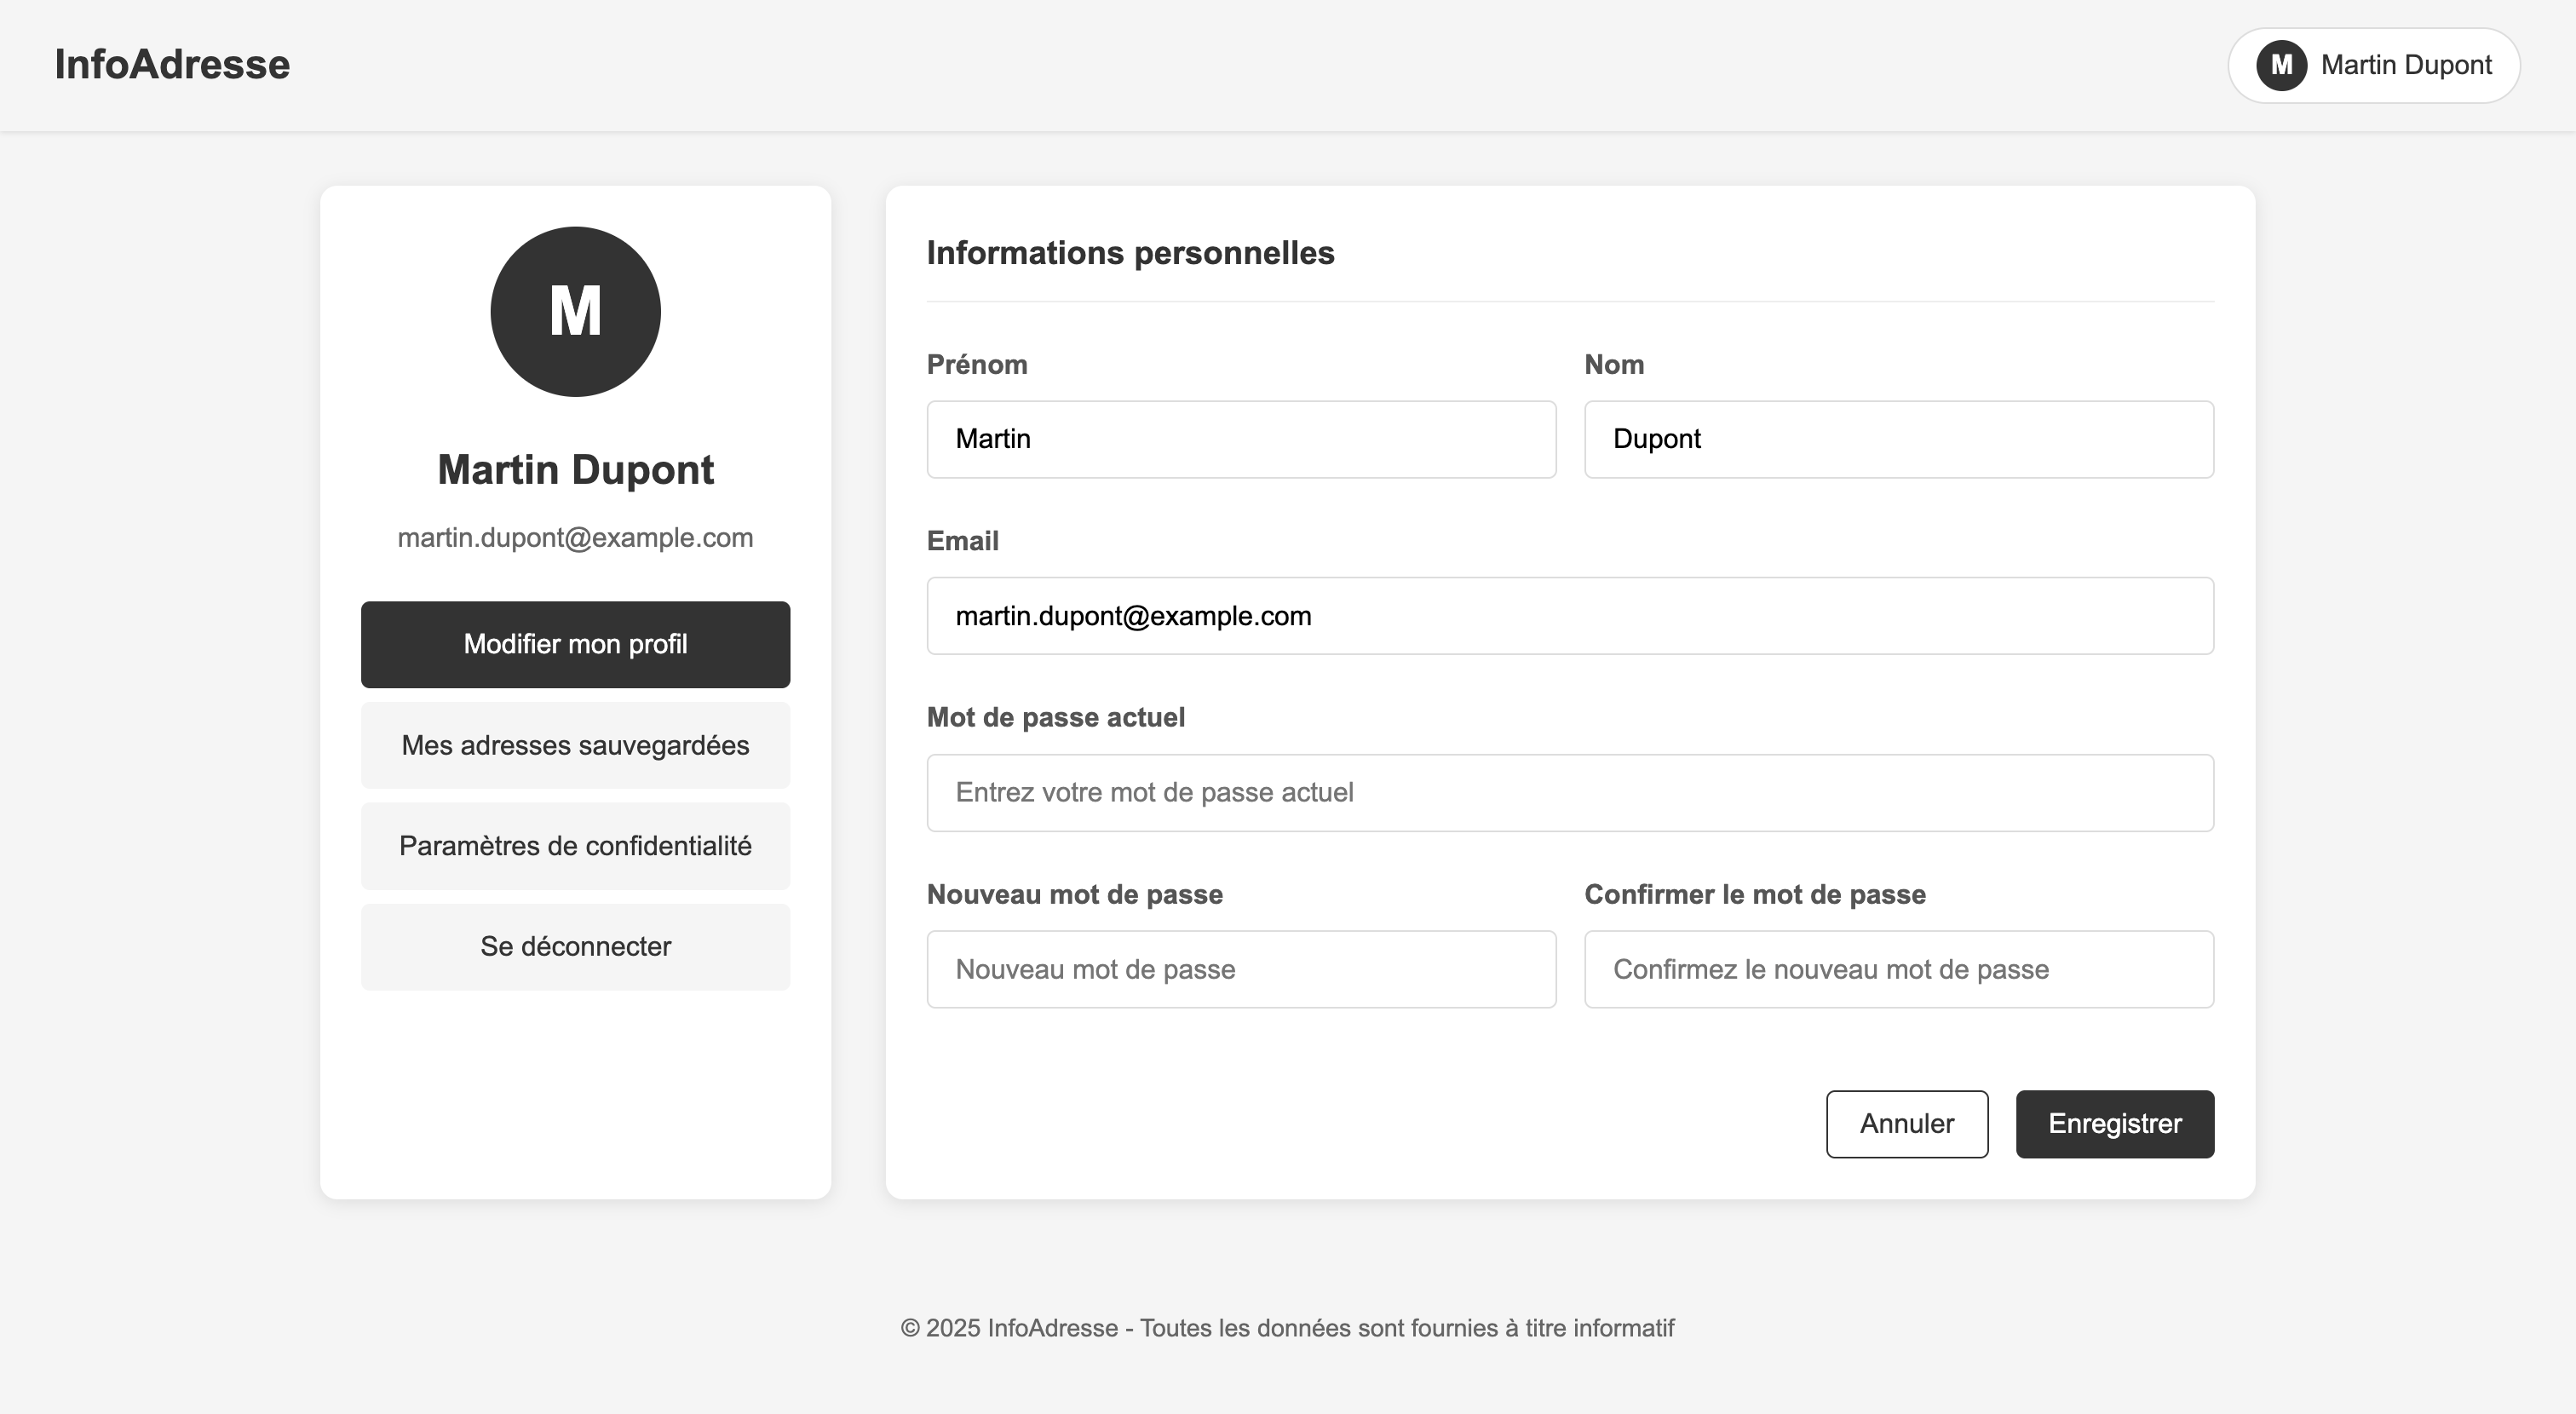 InfoAdresse
M Martin Dupont
M
Martin Dupont
martin.dupont@example.com
Modifier mon profil
Mes adresses sauvegardées
Paramètres de confidentialité
Se déconnecter
Informations personnelles
Prénom
Martin
Nom
Dupont
Email
martin.dupont@example.com
Mot de passe actuel
Entrez votre mot de passe actuel
Nouveau mot de passe
Nouveau mot de passe
Confirmer le mot de passe
Confirmez le nouveau mot de passe
Annuler
Enregistrer
© 2025 InfoAdresse - Toutes les données sont fournies à titre informatif